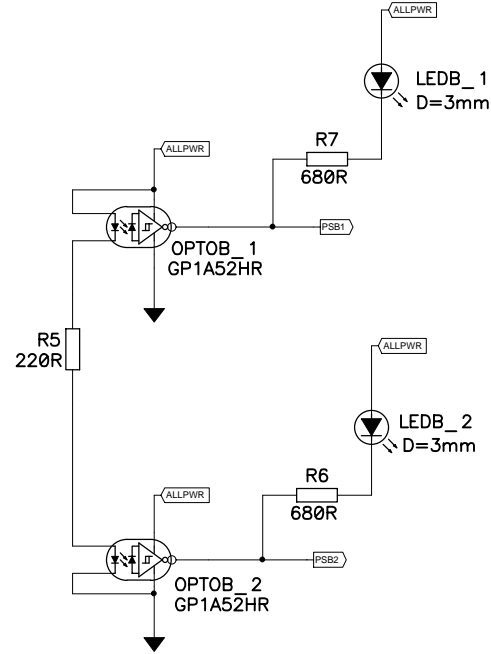 ALLPWR
LEDB_1
D=3mm
R7
680R
ALLPWR
PSB1
OPTOB_1
GP1A52HR
R5
220R
ALLPWR
LEDB_2
D=3mm
R6
680R
ALLPWR
PSB2
OPTOB_2
GP1A52HR